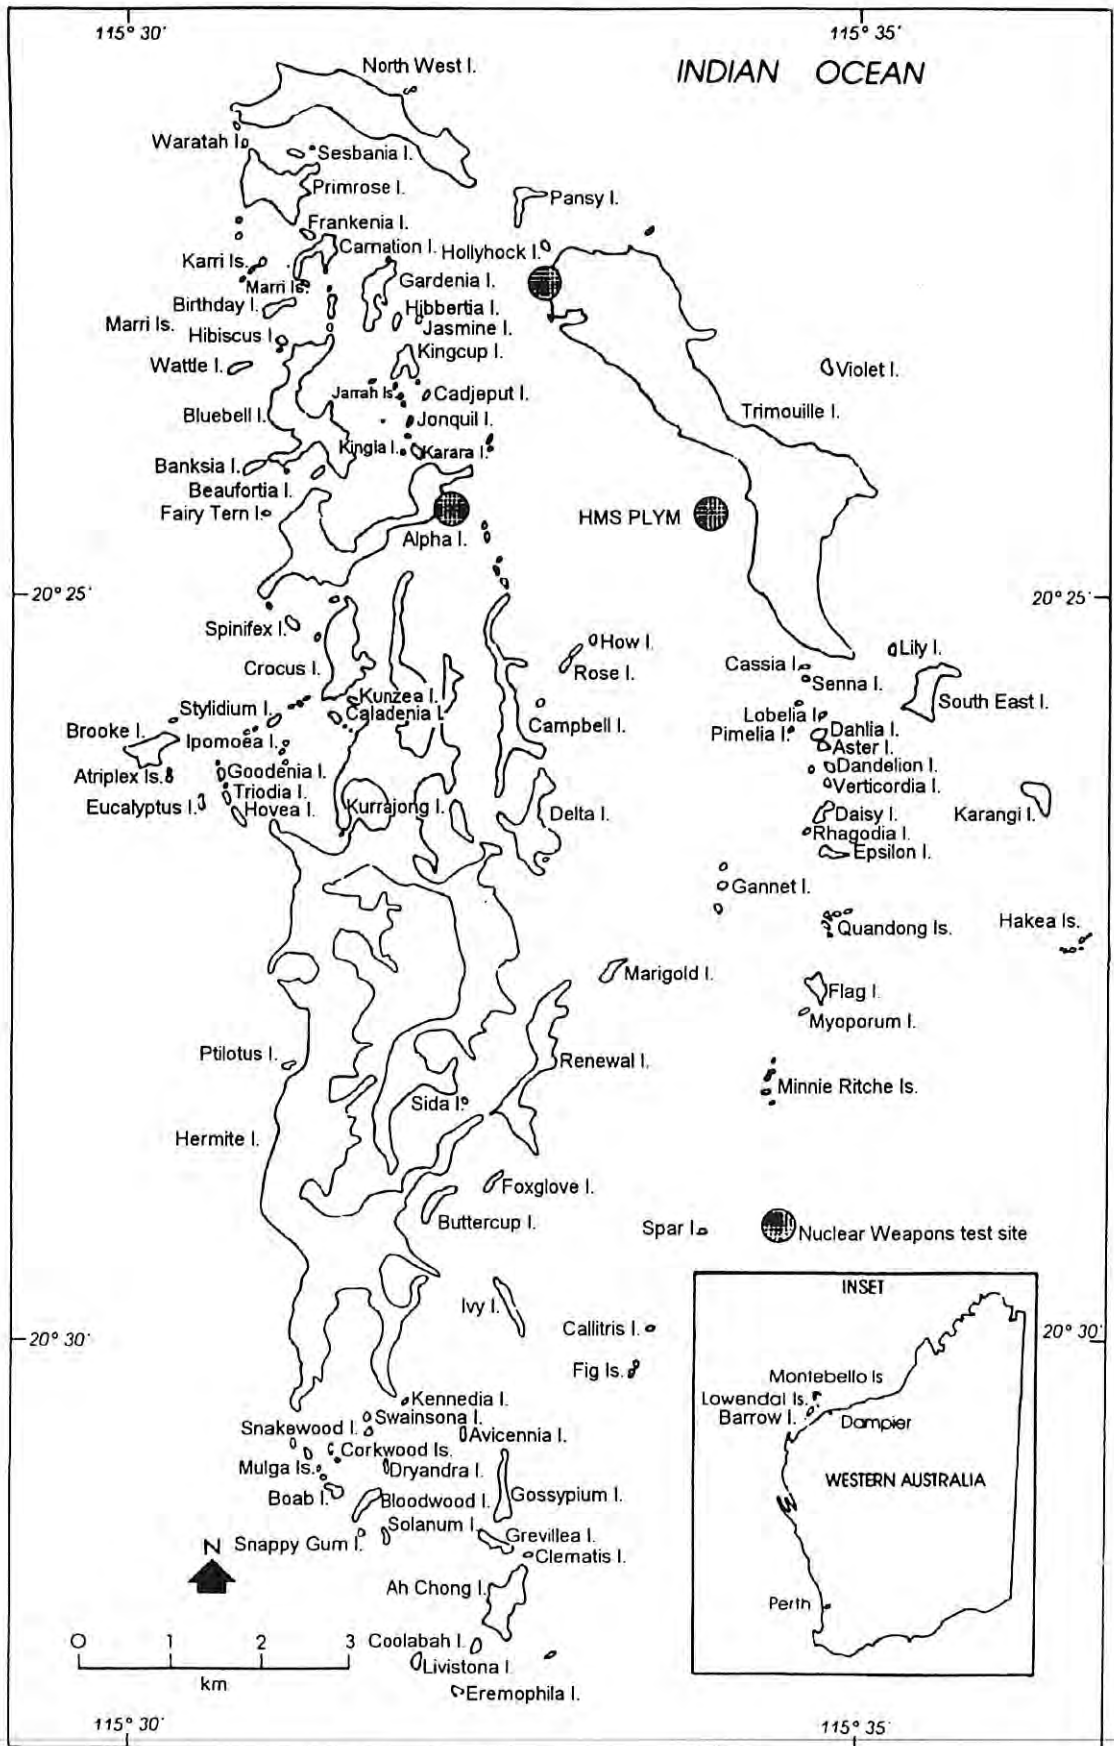 115° 30'
115° 35'
North West I.
INDIAN OCEAN
Waratah I.
Sesbania I.
Primrose I.
Pansy I.
Frankenia I.
Carnation I.
Hollyhock I.
Karri Is.
Marri Is.
Gardenia I.
Birthday I.
Hibbertia I.
Marri Is.
Jasmine I.
Hibiscus I.
Kingcup I.
Wattle I.
Violet I.
Jarrah Is.
Cadjeput I.
Bluebell I.
Trimouille I.
Jonquil I.
Kingia I.
Karara I.
Banksia I.
Beaufortia I.
Fairy Tern I.
HMS PLYM
Alpha I.
20° 25'
20° 25'
Spinifex I.
How I.
Lily I.
Crocus I.
Rose I.
Cassia I.
Senna I.
Kunzea I.
South East I.
Stylidium I.
Caladenia I.
Lobelia I.
Brooke I.
Campbell I.
Pimelia I.
Dahlia I.
Ipomoea I.
Aster I.
Atriplex Is.
Goodenia I.
Dandelion I.
Triodia I.
Verticordia I.
Eucalyptus I.
Hovea I.
Kurrajong I.
Delta I.
Daisy I.
Karangi I.
Rhagodia I.
Epsilon I.
Gannet I.
Quandong Is.
Hakea Is.
Marigold I.
Flag I.
Myoporum I.
Ptilotus I.
Renewal I.
Minnie Ritche Is.
Sida I.
Hermite I.
Foxglove I.
Buttercup I.
Spar I.
Nuclear Weapons test site
INSET
Ivy I.
Callitris I.
20° 30'
20° 30'
Fig Is.
Montebello Is
Lowendal Is.
Barrow I.
Dampier
Kennedia I.
Swainsona I.
Snakewood I.
Avicennia I.
Corkwood Is.
Mulga Is.
Dryandra I.
WESTERN AUSTRALIA
Boab I.
Bloodwood I.
Gossypium I.
Solanum I.
Snappy Gum I.
Grevillea I.
N
Clematis I.
Ah Chong I.
Perth
0 1 2 3
km
Coolabah I.
Livistona I.
Eremophila I.
115° 30'
115° 35'